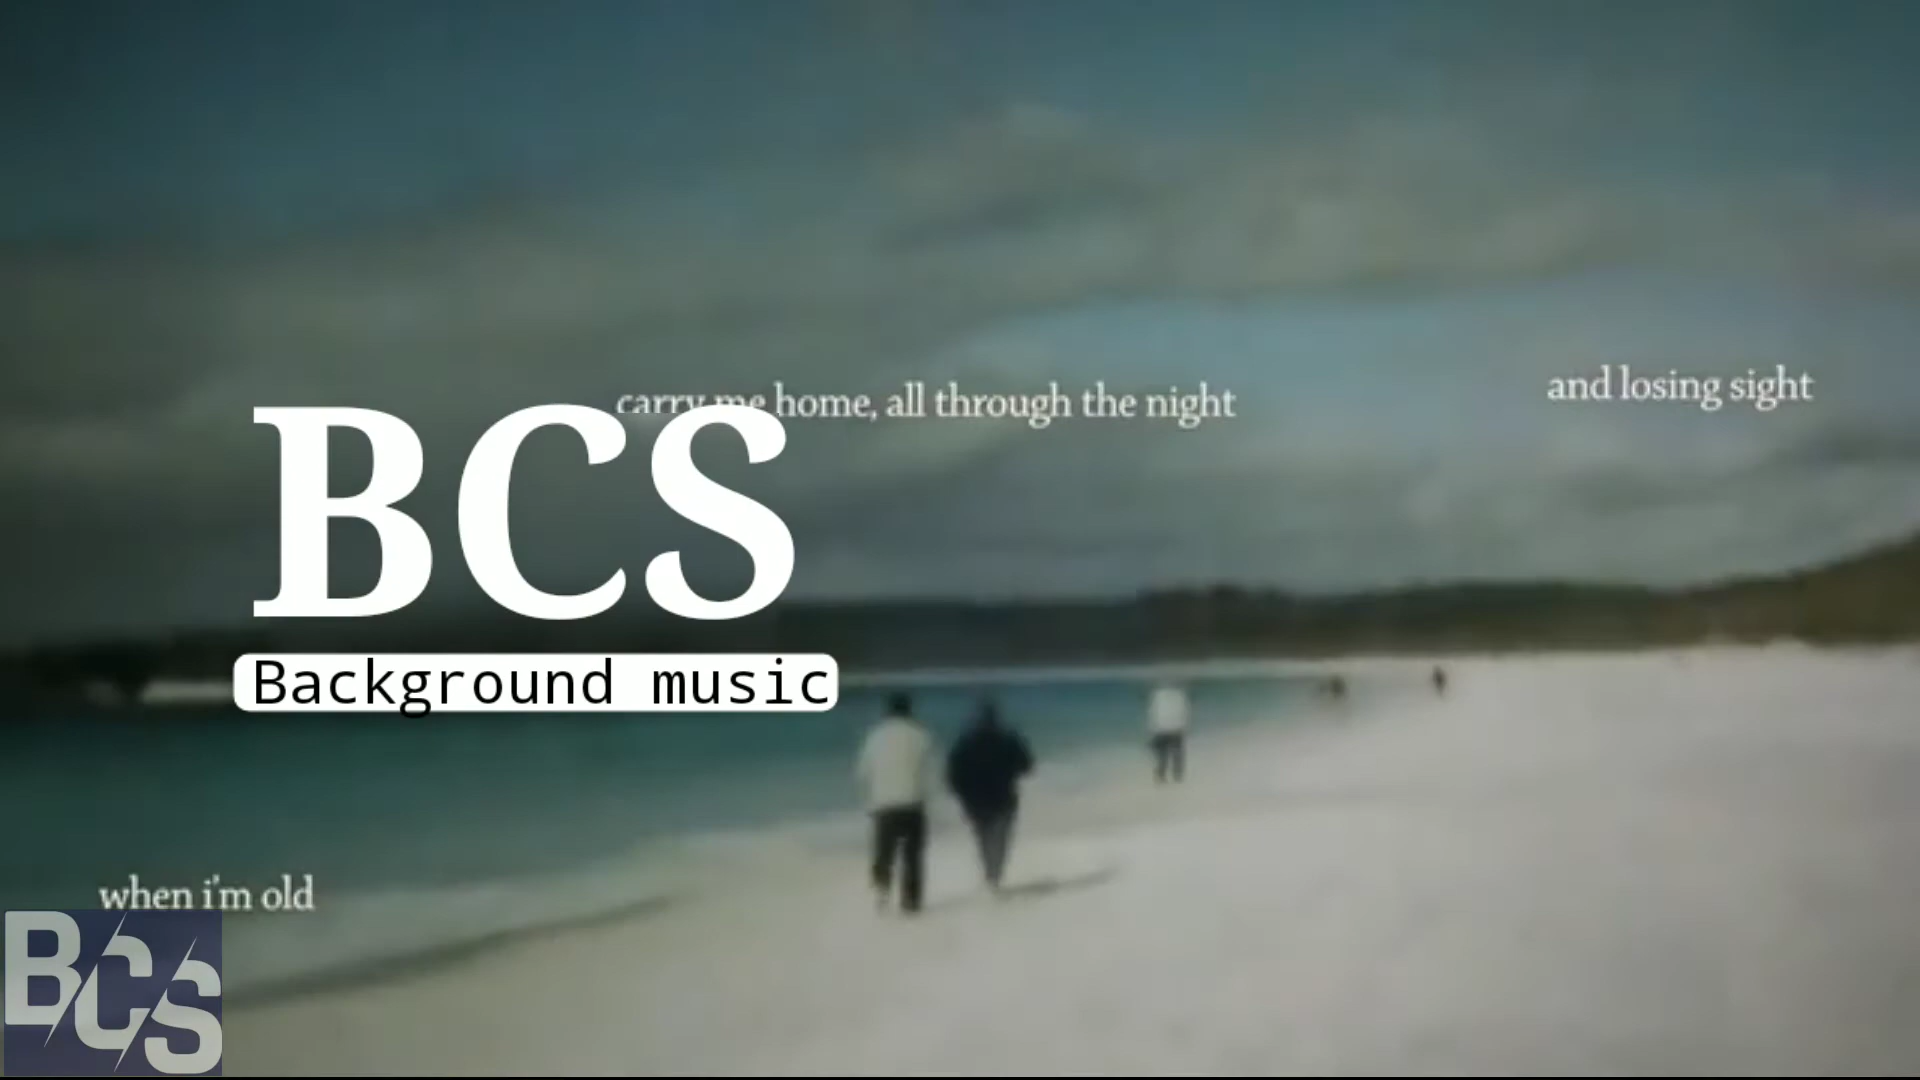 carry me home, all through the night
and losing sight
BCS
Background music
when i'm old
BCS